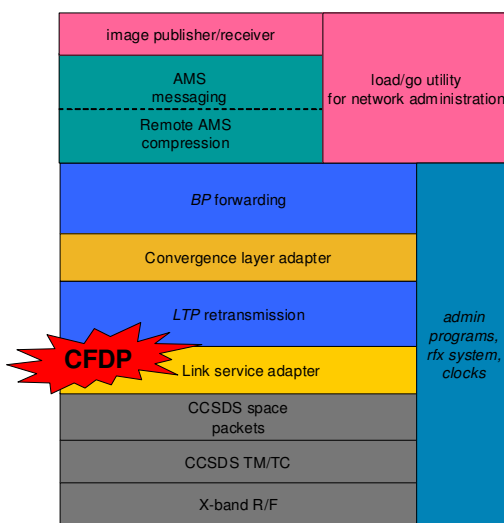 image publisher/receiver
load/go utility
for network administration
AMS
messaging
Remote AMS
compression
BP forwarding
Convergence layer adapter
LTP retransmission
admin
programs,
rfx system,
clocks
CFDP
Link service adapter
CCSDS space
packets
CCSDS TM/TC
X-band R/F